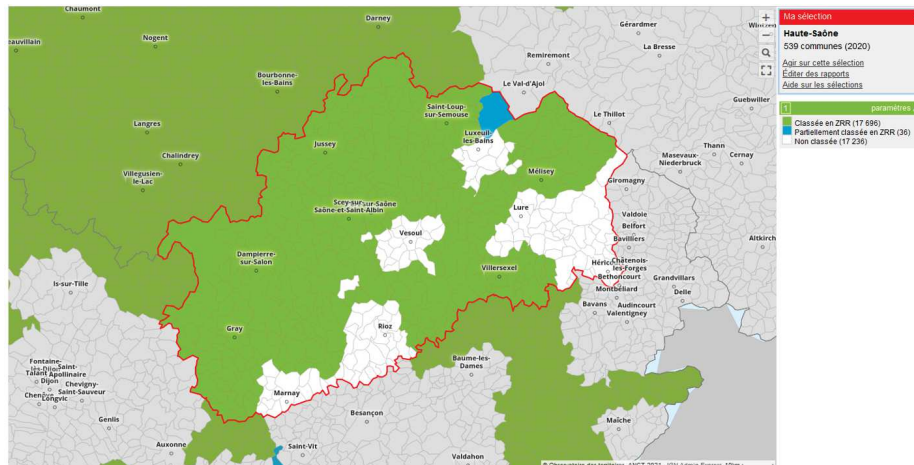 Chaumont
Darney
Gérardmer
Nogent
La Bresse
Remiremont
Bourbonne-
les-Bains
Le Val-d'Ajol
Guebwiller
Saint-Loup
-sur-Semouse
Le Thillot
Langres
Luxeuil
-les-Bains
Jussey
Thann
Chalindrey
Cernay
Masevaux-
Niederbruck
Mélisey
Villegusien-
le-Lac
Giromagny
Scey-sur-Saône
Saône-et-Saint-Albin
Lure
Valdoie
Belfort
Vesoul
Bavilliers
Altkirch
Dampierre-
sur-Salon
Châtenois-
les-Forges
Villersexel
Bethoncourt
Is-sur-Tille
Montbéliard
Grandvillars
Delle
Bavans
Audincourt
Valentigney
Rioz
Gray
Baume-les-
Dames
Fontaine-
lès-Dijon
Saint-
Apollinaire
Talant
Dijon
Chevigny-
Saint-Sauveur
Longvic
Marnay
Besançon
Maîche
Genlis
Auxonne
Saint-Vit
Valdahon
+
−
Ma sélection
Haute-Saône
539 communes (2020)
Agir sur cette sélection
Éditer des rapports
Aide sur les sélections
1 paramètres
Classée en ZRR (17 696)
Partiellement classée en ZRR (36)
Non classée (17 236)